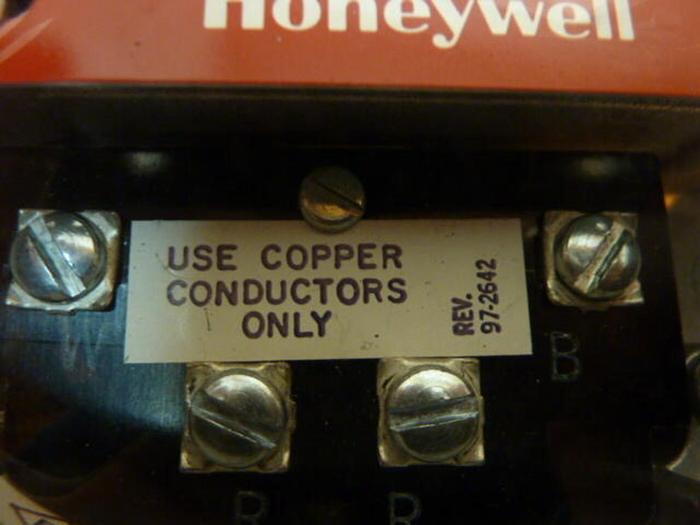 Honeywell
USE COPPER
CONDUCTORS
ONLY
REV.
97-2642
W
B
R R